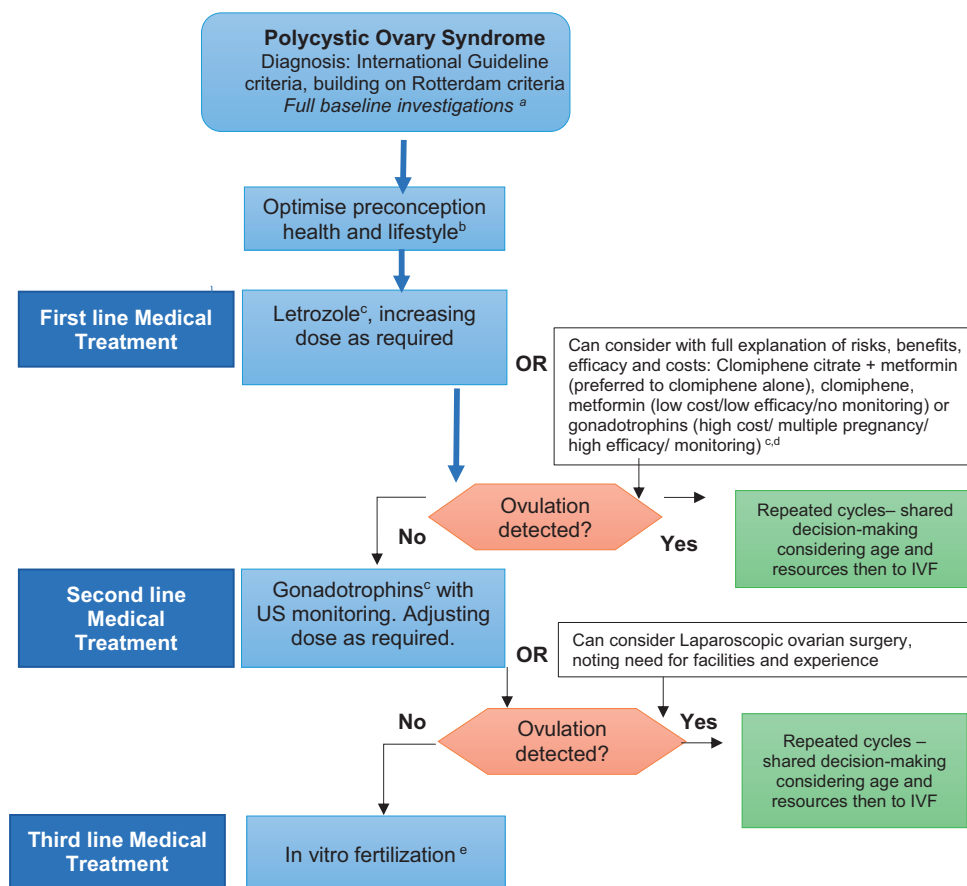 Polycystic Ovary Syndrome
Diagnosis: International Guideline
criteria, building on Rotterdam criteria
Full baseline investigations a
Optimise preconception
health and lifestyleb
First line Medical
Treatment
Letrozolec, increasing
dose as required
OR
Can consider with full explanation of risks, benefits,
efficacy and costs: Clomiphene citrate + metformin
(preferred to clomiphene alone), clomiphene,
metformin (low cost/low efficacy/no monitoring) or
gonadotrophins (high cost/ multiple pregnancy/
high efficacy/ monitoring) c,d
Ovulation
detected?
No
Yes
Repeated cycles– shared
decision-making
considering age and
resources then to IVF
Second line
Medical
Treatment
Gonadotrophinsc with
US monitoring. Adjusting
dose as required.
OR
Can consider Laparoscopic ovarian surgery,
noting need for facilities and experience
No
Ovulation
detected?
Yes
Repeated cycles –
shared decision-making
considering age and
resources then to IVF
Third line Medical
Treatment
In vitro fertilization e